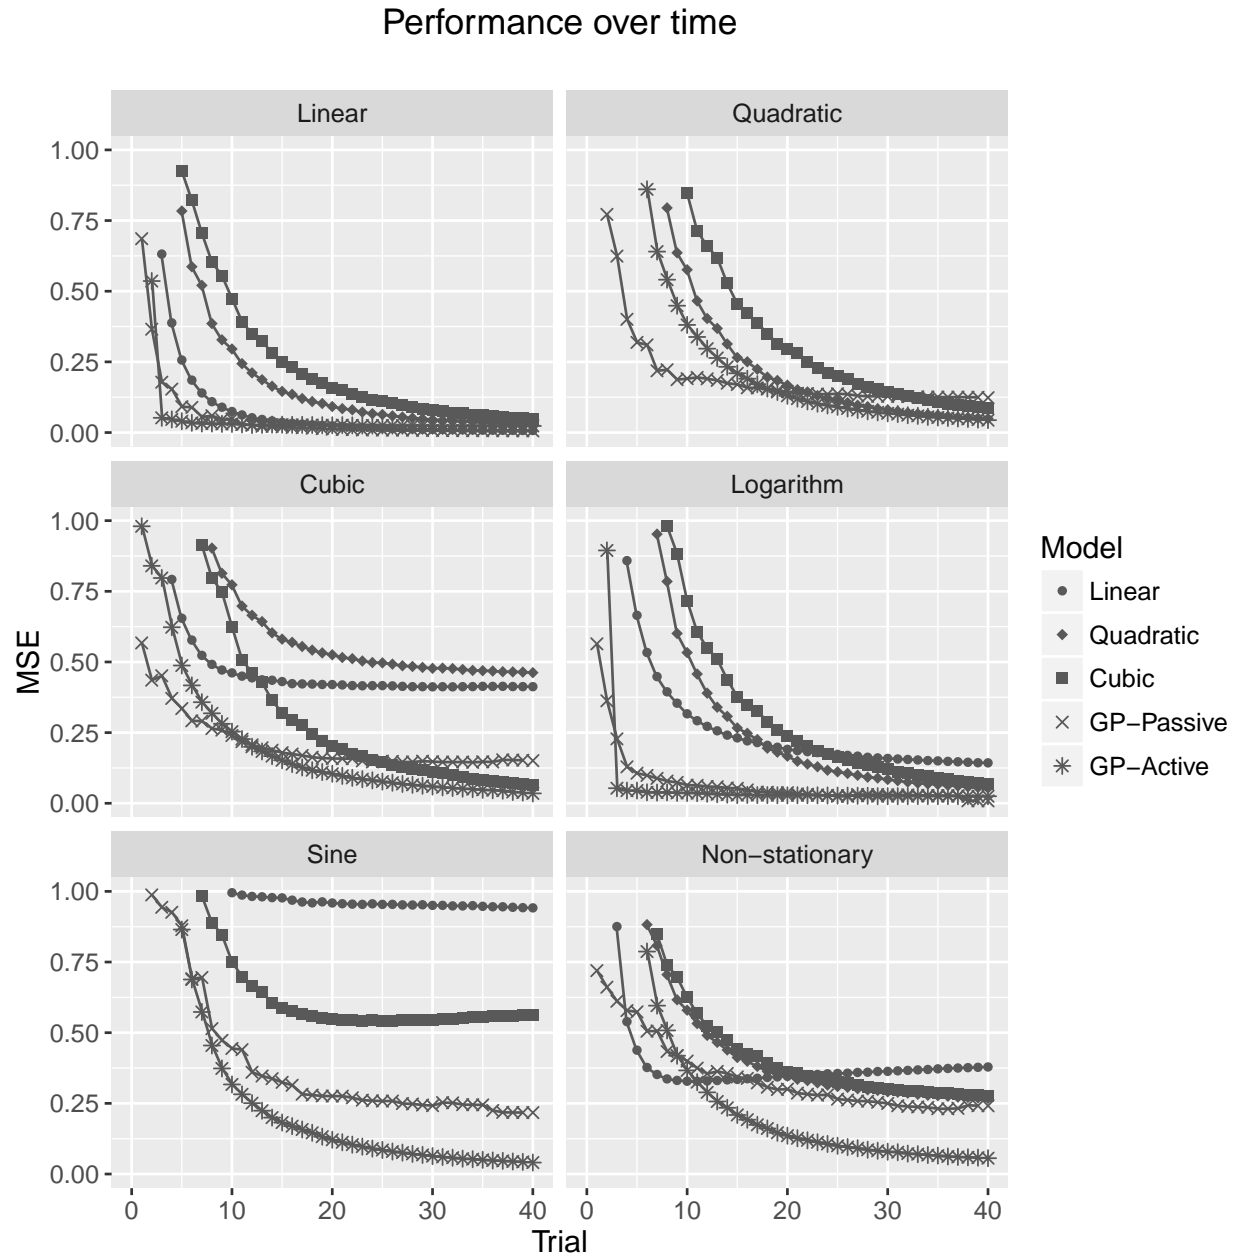 Performance over time
Linear
Quadratic
1.00
0.75
0.50
0.25
0.00
Cubic
Logarithm
1.00
0.75
0.50
0.25
0.00
MSE
Sine
Non−stationary
1.00
0.75
0.50
0.25
0.00
0 10 20 30 40
0 10 20 30 40
Trial
Model
Linear
Quadratic
Cubic
GP−Passive
GP−Active